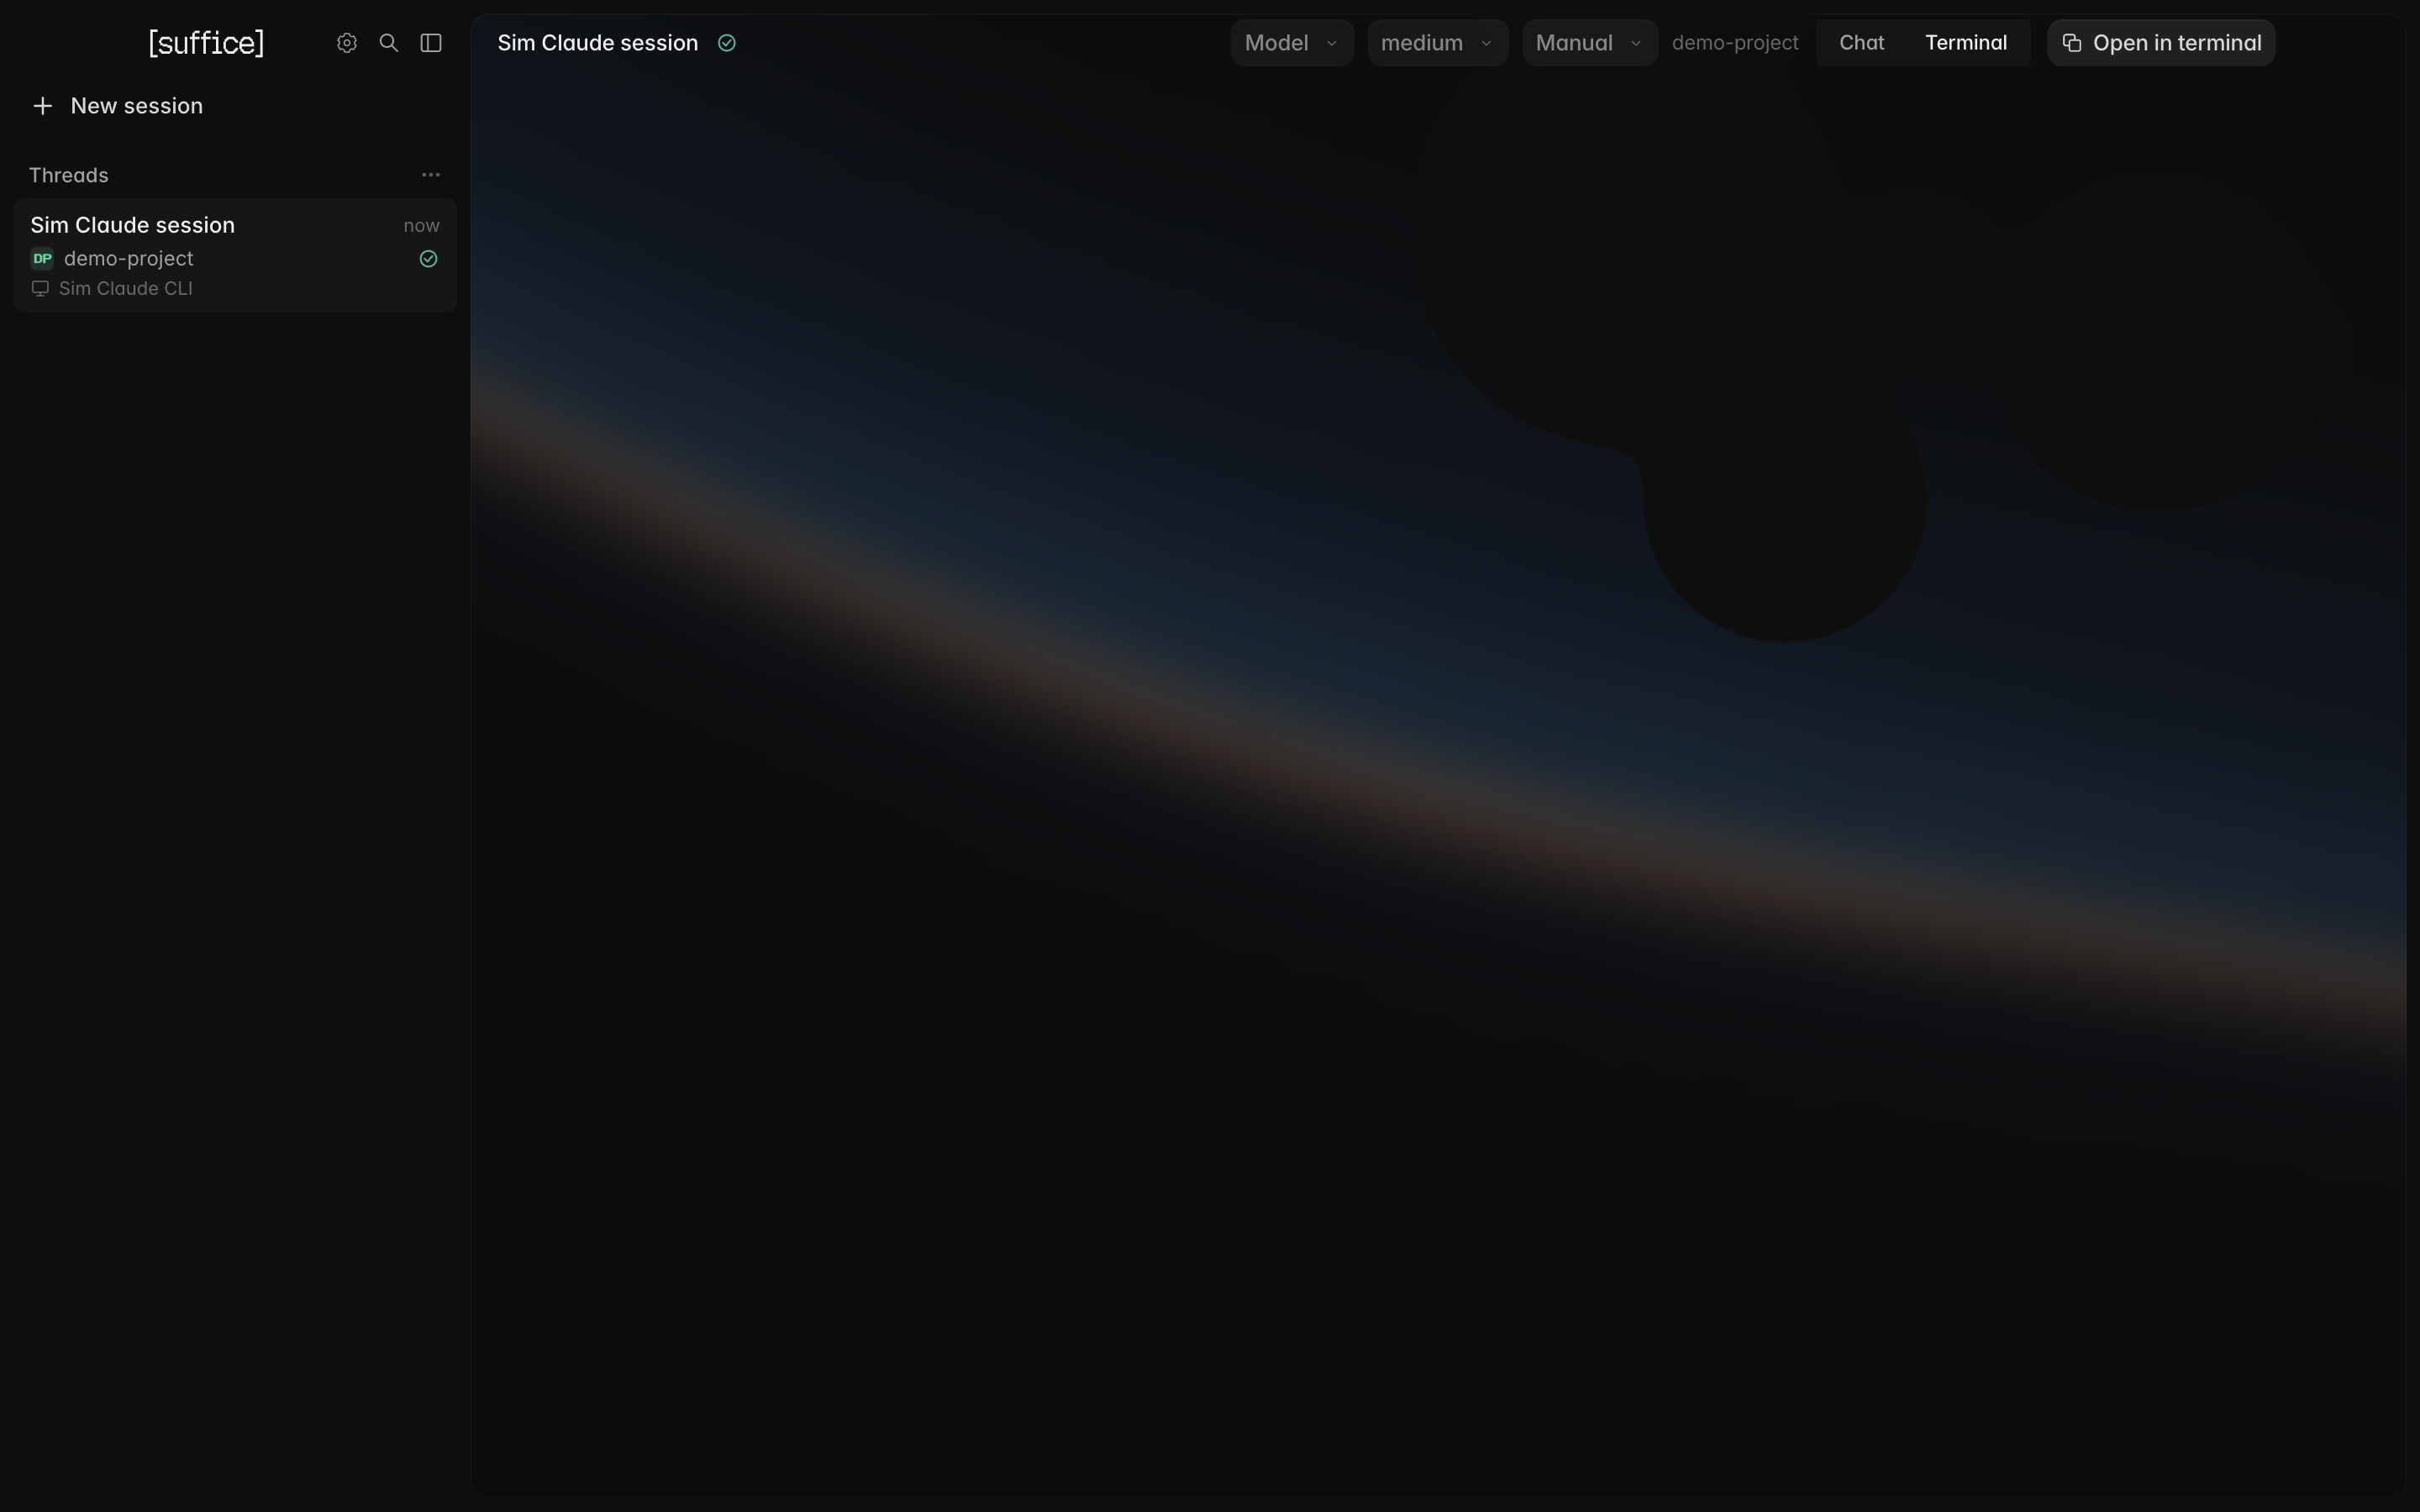 [suffice]
New session
Threads
Sim Claude session
now
DP
demo-project
Sim Claude CLI
Sim Claude session
Model
medium
Manual
demo-project
Chat
Terminal
Open in terminal